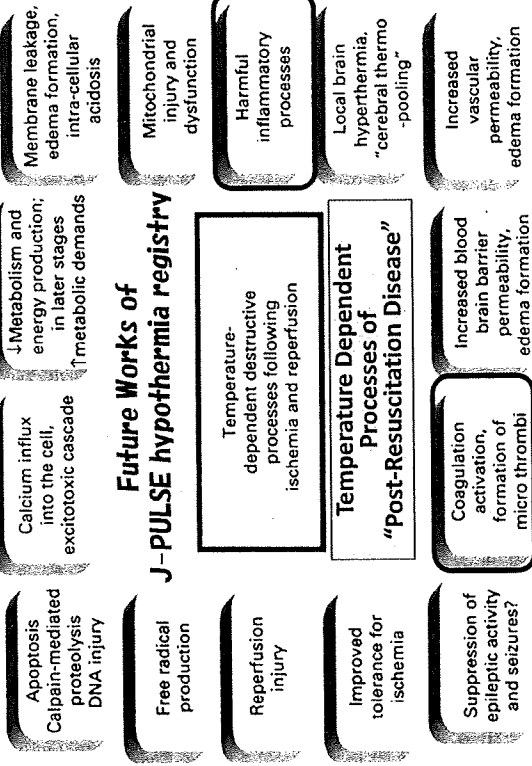 Apoptosis
Calpain-mediated
proteolysis
DNA injury
Calcium influx
into the cell,
excitotoxic cascade
↓Metabolism and
energy production;
in later stages
↑metabolic demands
Membrane leakage,
edema formation,
intra-cellular
acidosis
Future Works of
J-PULSE hypothermia registry
Free radical
production
Mitochondrial
injury and
dysfunction
Reperfusion
injury
Temperature-
dependent destructive
processes following
ischemia and reperfusion
Harmful
inflammatory
processes
Improved
tolerance for
ischemia
Temperature Dependent
Processes of
“Post-Resuscitation Disease”
Local brain
hyperthermia,
“cerebral thermo
-pooling”
Suppression of
epileptic activity
and seizures?
Coagulation
activation,
formation of
micro thrombi
Increased blood
brain barrier
permeability,
edema formation
Increased
vascular
permeability,
edema formation